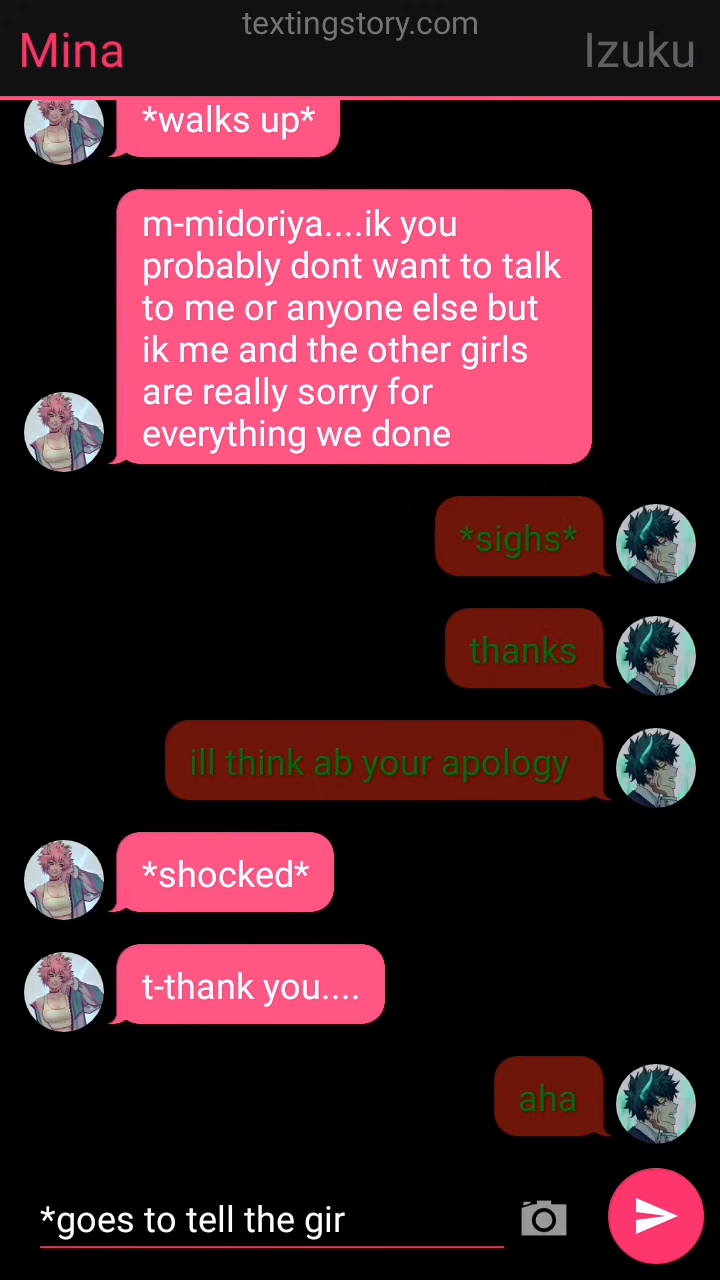 textingstory.com
Mina
Izuku
*walks up*
m-midoriya....ik you
probably dont want to talk
to me or anyone else but
ik me and the other girls
are really sorry for
everything we done
*sighs*
thanks
ill think ab your apology
*shocked*
t-thank you....
aha
*goes to tell the gir